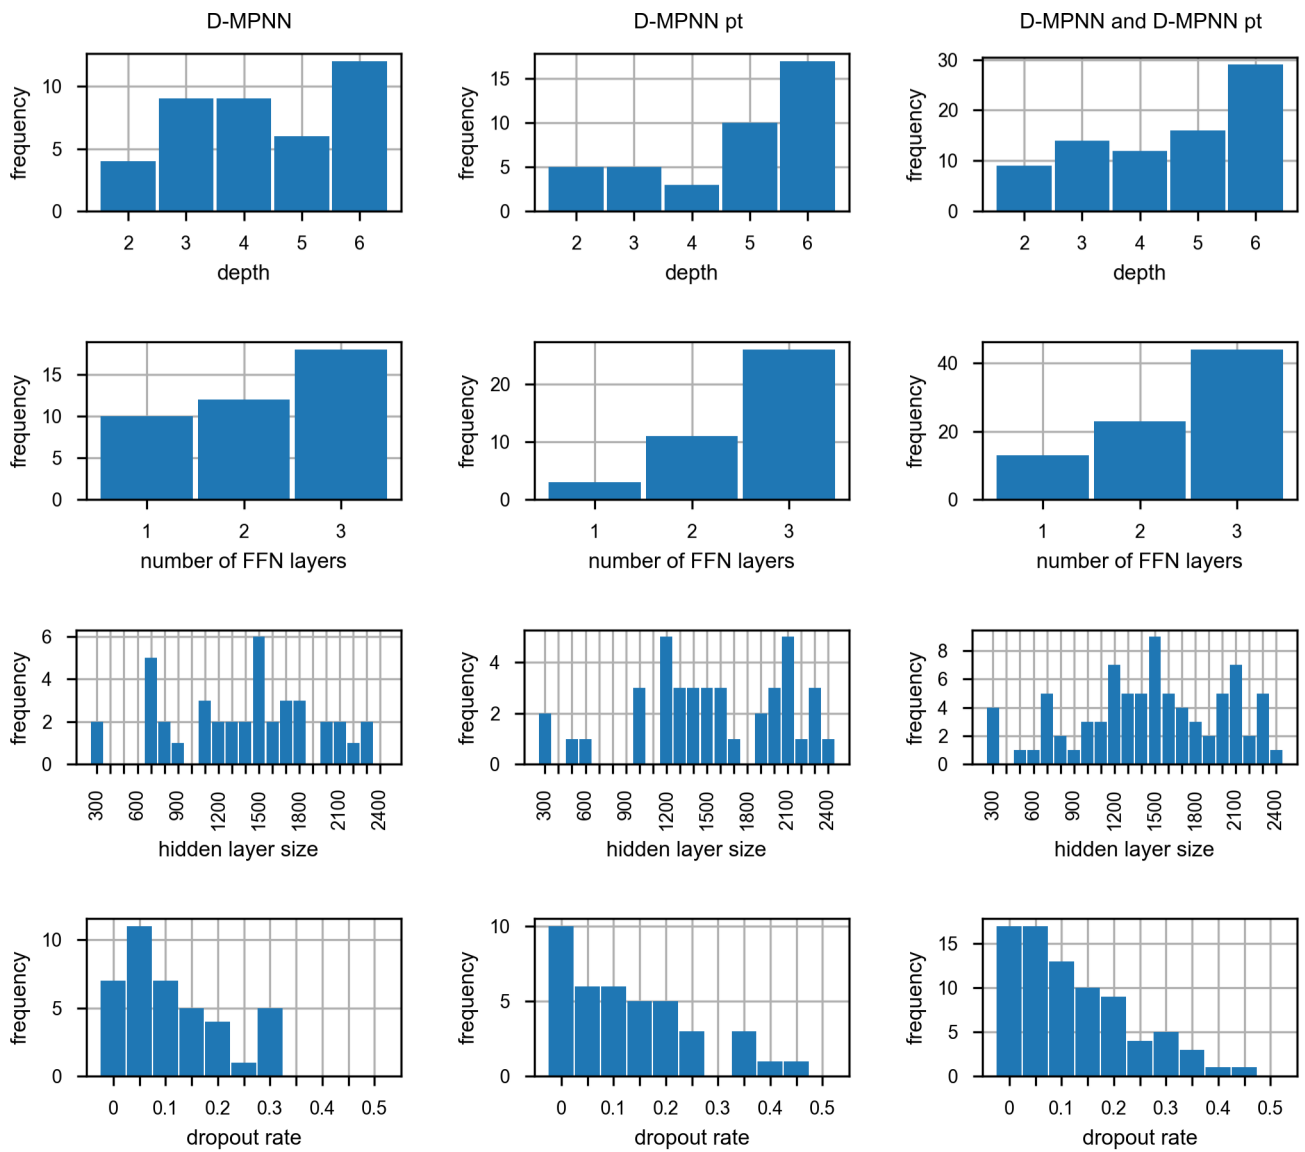 D-MPNN D-MPNN pt D-MPNN and D-MPNN pt
frequency
10
5
0
2 3 4 5 6
depth
frequency
15
10
5
0
2 3 4 5 6
depth
frequency
30
20
10
0
2 3 4 5 6
depth
frequency
15
10
5
0
1 2 3
number of FFN layers
frequency
20
10
0
1 2 3
number of FFN layers
frequency
40
20
0
1 2 3
number of FFN layers
frequency
6
4
2
0
300 600 900 1200 1500 1800 2100 2400
hidden layer size
frequency
4
2
0
300 600 900 1200 1500 1800 2100 2400
hidden layer size
frequency
8
6
4
2
0
300 600 900 1200 1500 1800 2100 2400
hidden layer size
frequency
10
5
0
0 0.1 0.2 0.3 0.4 0.5
dropout rate
frequency
10
5
0
0 0.1 0.2 0.3 0.4 0.5
dropout rate
frequency
15
10
5
0
0 0.1 0.2 0.3 0.4 0.5
dropout rate